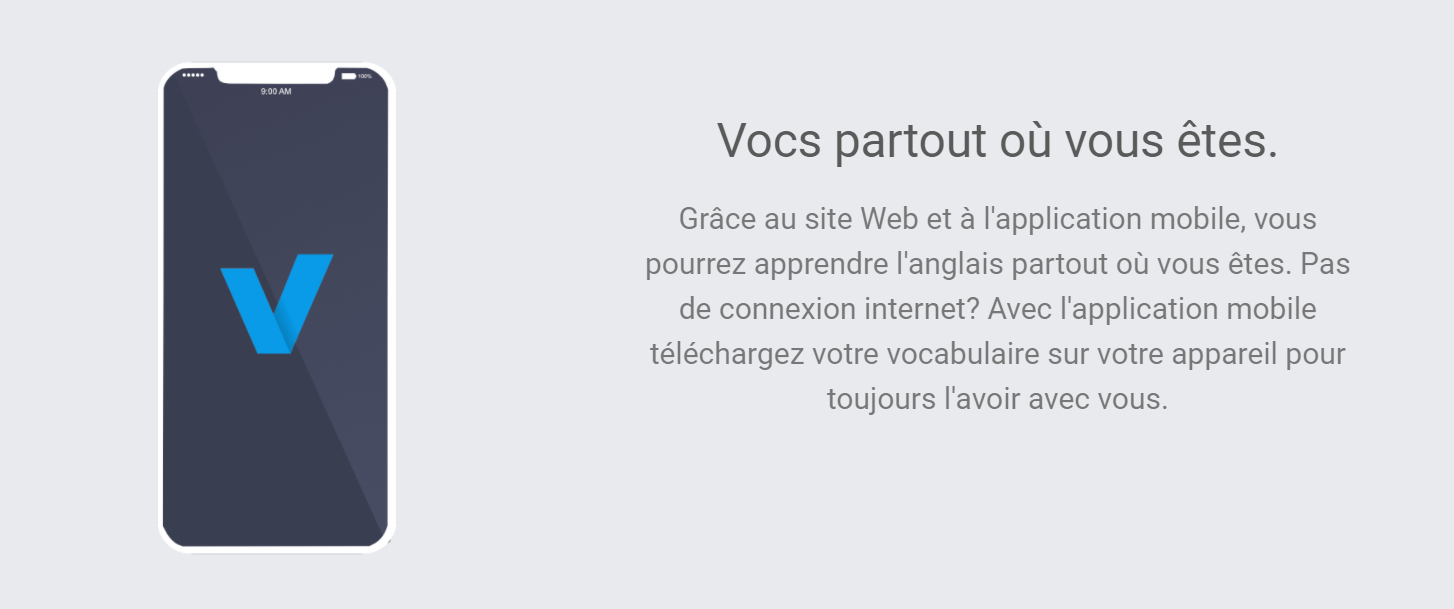 100%
9:00 AM
Vocs partout où vous êtes.
Grâce au site Web et à l'application mobile, vous
pourrez apprendre l'anglais partout où vous êtes. Pas
de connexion internet? Avec l'application mobile
téléchargez votre vocabulaire sur votre appareil pour
toujours l'avoir avec vous.